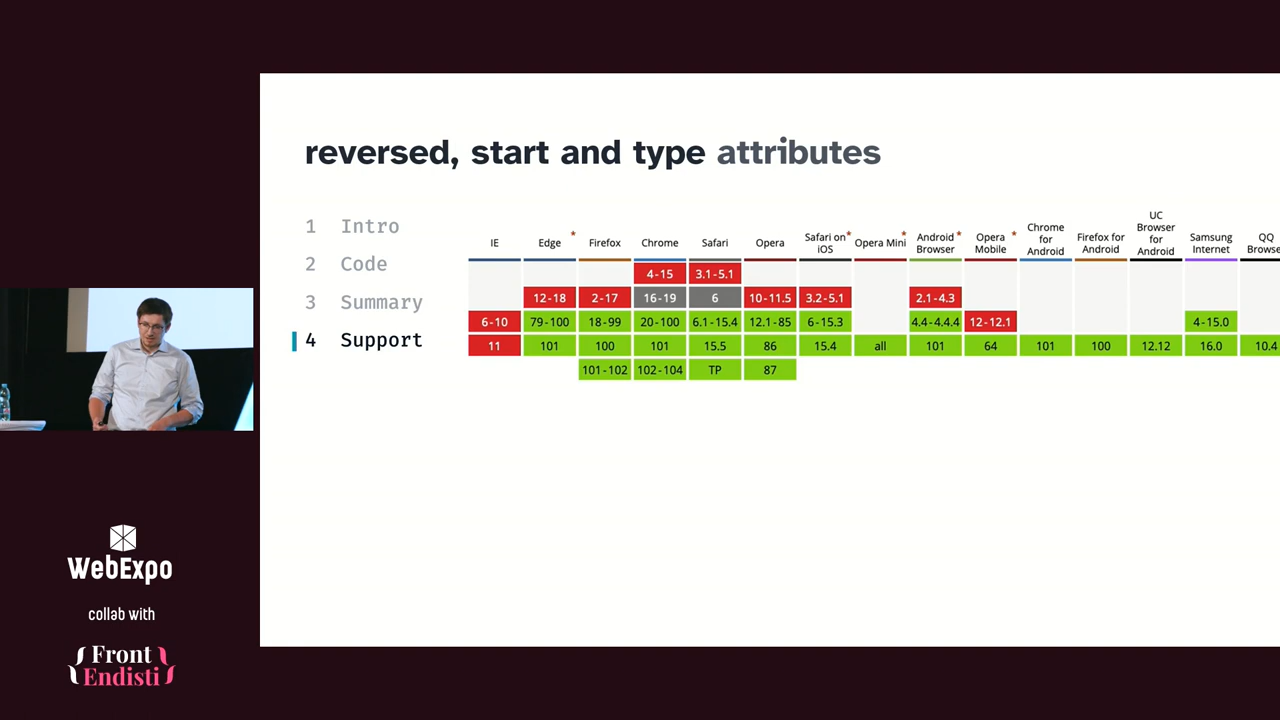 reversed, start and type attributes
1 Intro
2 Code
3 Summary
4 Support
IE Edge * Firefox Chrome Safari Opera Safari on iOS * Opera Mini * Android Browser * Opera Mobile * Chrome for Android Firefox for Android UC Browser for Android Samsung Internet QQ Browse
4-15 3.1-5.1
12-18 2-17 16-19 6 10-11.5 3.2-5.1 2.1-4.3
6-10 79-100 18-99 20-100 6.1-15.4 12.1-85 6-15.3 4.4-4.4.4 12-12.1 4-15.0
11 101 100 101 15.5 86 15.4 all 101 64 101 100 12.12 16.0 10.4
101-102 102-104 TP 87
WebExpo
collab with
Front
Endisti